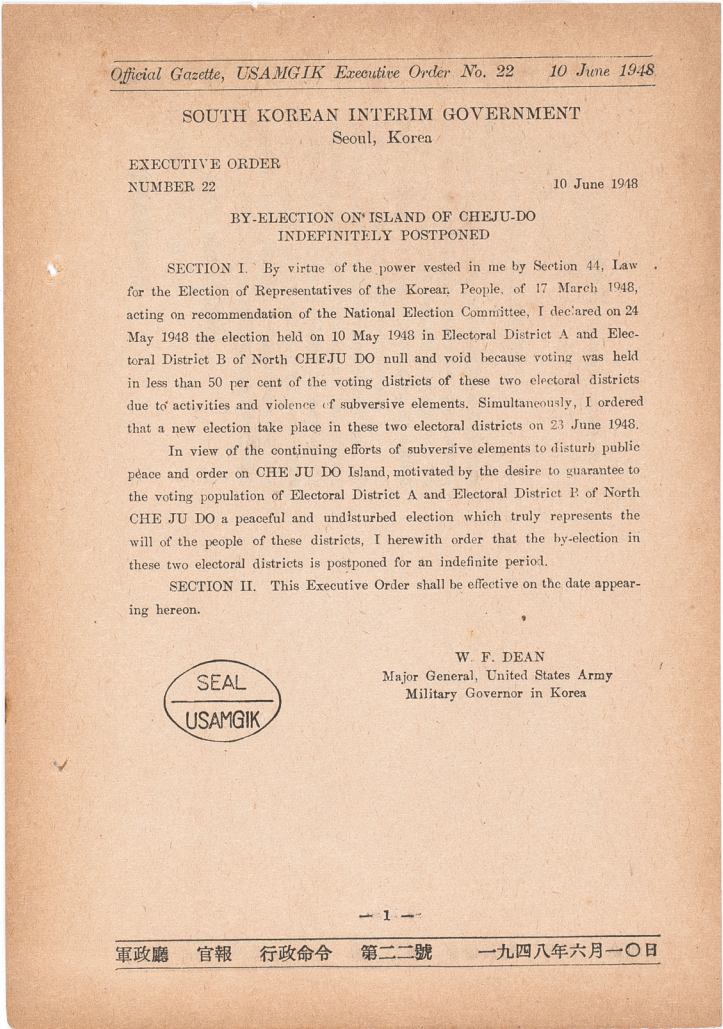 Official Gazette, USAMGIK Executive Order No. 22 10 June 1948
SOUTH KOREAN INTERIM GOVERNMENT
Seoul, Korea
EXECUTIVE ORDER
NUMBER 22 10 June 1948
BY-ELECTION ON ISLAND OF CHEJU-DO
INDEFINITELY POSTPONED
SECTION I. By virtue of the power vested in me by Section 44, Law
for the Election of Representatives of the Korean People, of 17 March 1948,
acting on recommendation of the National Election Committee, I declared on 24
May 1948 the election held on 10 May 1948 in Electoral District A and Elec-
toral District B of North CHEJU DO null and void because voting was held
in less than 50 per cent of the voting districts of these two electoral districts
due to activities and violence of subversive elements. Simultaneously, I ordered
that a new election take place in these two electoral districts on 23 June 1948.
In view of the continuing efforts of subversive elements to disturb public
peace and order on CHE JU DO Island, motivated by the desire to guarantee to
the voting population of Electoral District A and Electoral District B of North
CHE JU DO a peaceful and undisturbed election which truly represents the
will of the people of these districts, I herewith order that the by-election in
these two electoral districts is postponed for an indefinite period.
SECTION II. This Executive Order shall be effective on the date appear-
ing hereon.
W. F. DEAN
Major General, United States Army
Military Governor in Korea
SEAL
USAMGIK
— 1 —
軍政廳 官報 行政命令 第二二號 一九四八年六月一〇日